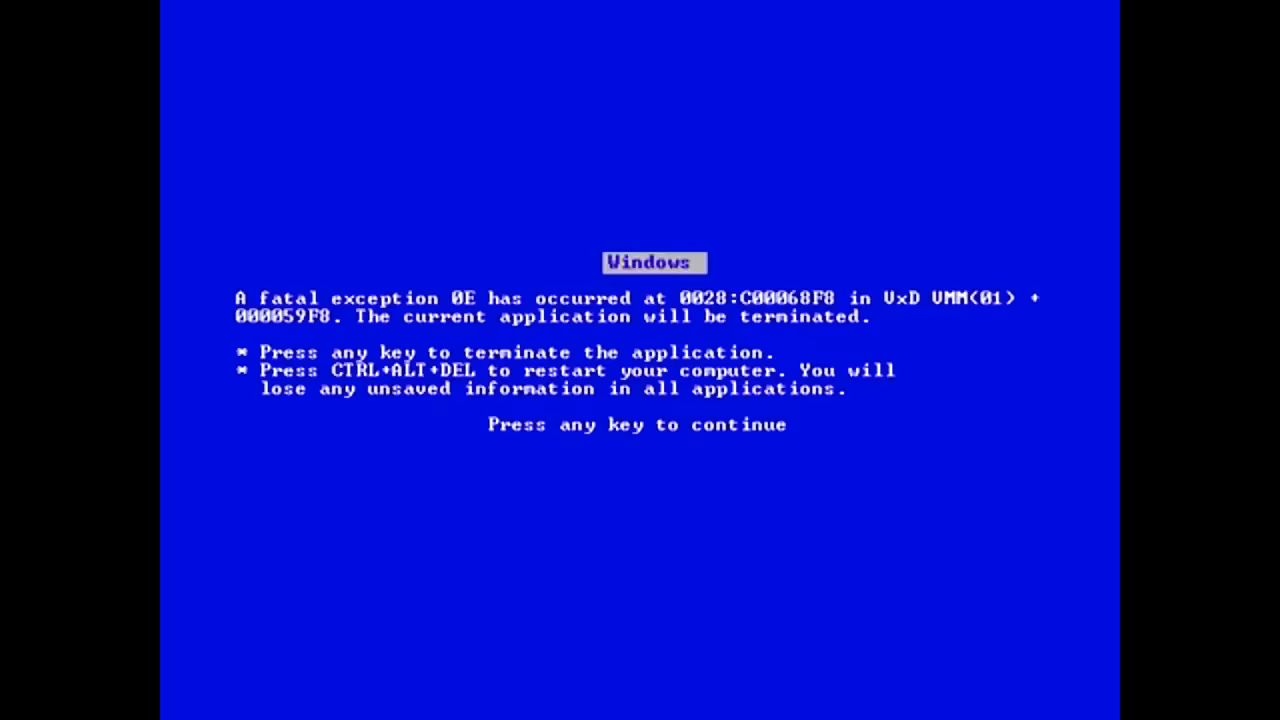 Windows
A fatal exception 0E has occurred at 0028:C00068F8 in VxD VMM(01) +
000059F8. The current application will be terminated.
* Press any key to terminate the application.
* Press CTRL+ALT+DEL to restart your computer. You will
lose any unsaved information in all applications.
Press any key to continue